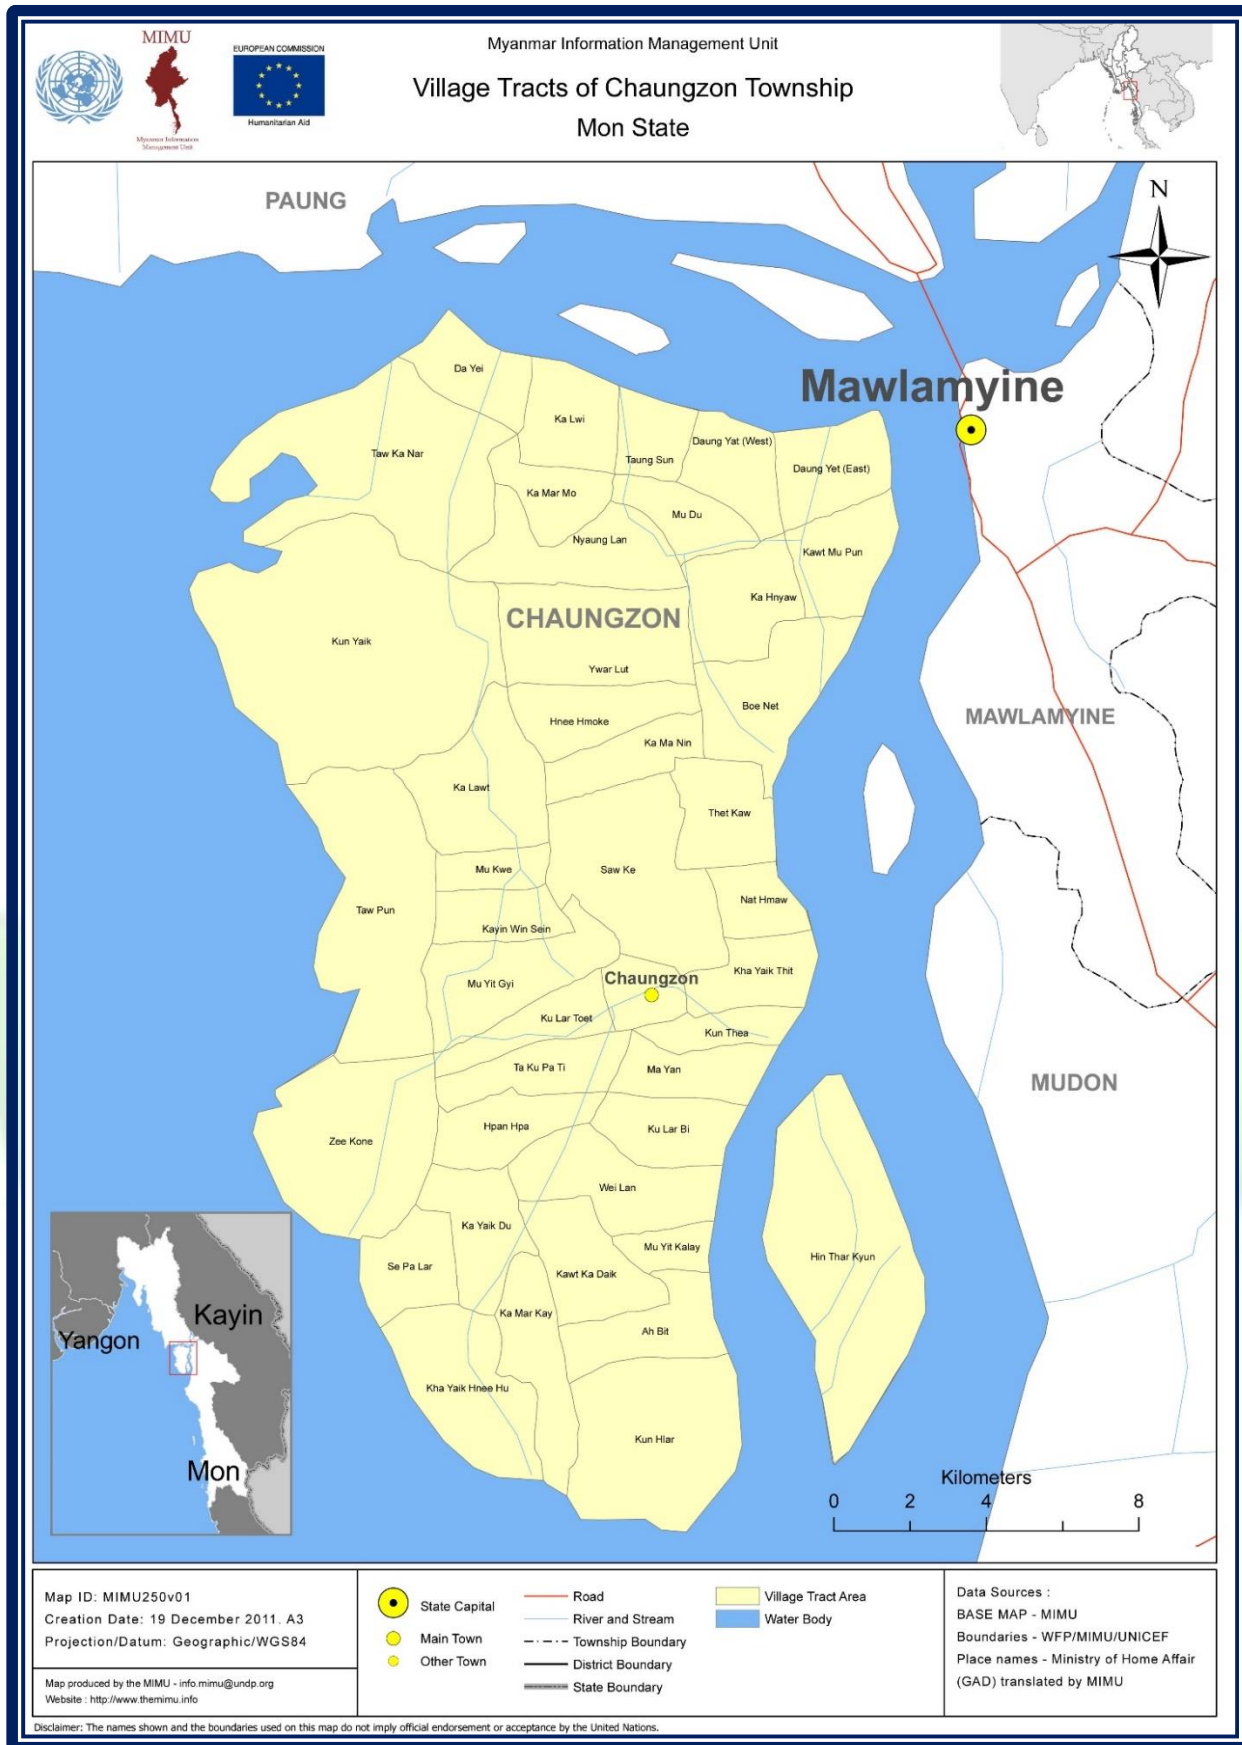 MIMU
Myanmar Information
Management Unit
EUROPEAN COMMISSION
Humanitarian Aid
Myanmar Information Management Unit
Village Tracts of Chaungzon Township
Mon State
PAUNG
N
Da Yei
Mawlamyine
Ka Lwi
Daung Yat (West)
Taw Ka Nar
Taung Sun
Daung Yet (East)
Ka Mar Mo
Mu Du
Nyaung Lan
Kawt Mu Pun
Ka Hnyaw
CHAUNGZON
Kun Yaik
Ywar Lut
Boe Net
MAWLAMYINE
Hnee Hmoke
Ka Ma Nin
Ka Lawt
Thet Kaw
Mu Kwe
Saw Ke
Nat Hmaw
Taw Pun
Kayin Win Sein
Kha Yaik Thit
Chaungzon
Mu Yit Gyi
Ku Lar Toet
Kun Thea
Ta Ku Pa Ti
Ma Yan
MUDON
Hpan Hpa
Ku Lar Bi
Zee Kone
Wei Lan
Ka Yaik Du
Mu Yit Kalay
Hin Thar Kyun
Se Pa Lar
Kawt Ka Daik
Ka Mar Kay
Ah Bit
Kha Yaik Hnee Hu
Kun Hlar
Kayin
Yangon
Mon
Kilometers
0 2 4 8
Map ID: MIMU250v01
Creation Date: 19 December 2011. A3
Projection/Datum: Geographic/WGS84
Map produced by the MIMU - info.mimu@undp.org
Website : http://www.themimu.info
State Capital
Main Town
Other Town
Road
River and Stream
Township Boundary
District Boundary
State Boundary
Village Tract Area
Water Body
Data Sources :
BASE MAP - MIMU
Boundaries - WFP/MIMU/UNICEF
Place names - Ministry of Home Affair
(GAD) translated by MIMU
Disclaimer: The names shown and the boundaries used on this map do not imply official endorsement or acceptance by the United Nations.